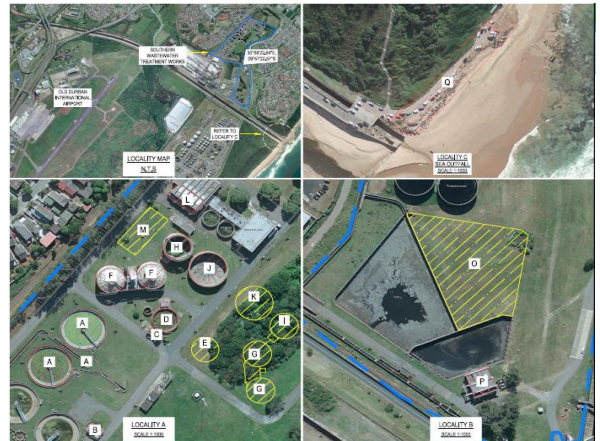 SOUTHERN
WASTEWATER
TREATMENT WORKS
OLD DURBAN
INTERNATIONAL
AIRPORT
REFER TO
LOCALITY C
LOCALITY MAP
N.T.S
Q
LOCALITY C
SEA OUTFALL
SCALE 1:1000
L
M
H
F
F
J
K
I
A
D
C
E
G
A
A
G
B
LOCALITY A
SCALE 1:1000
O
P
LOCALITY B
SCALE 1:1000